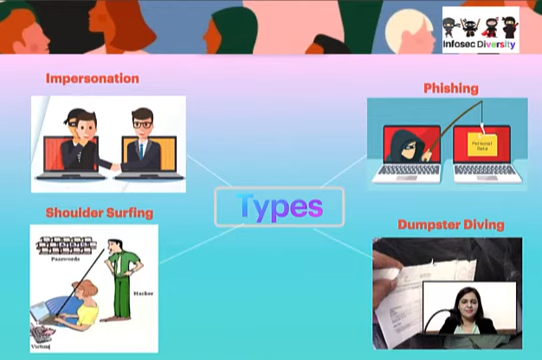 Infosec Diversity
Impersonation
Phishing
Personal
Data
Types
Shoulder Surfing
Dumpster Diving
Passwords
Hacker
Victim